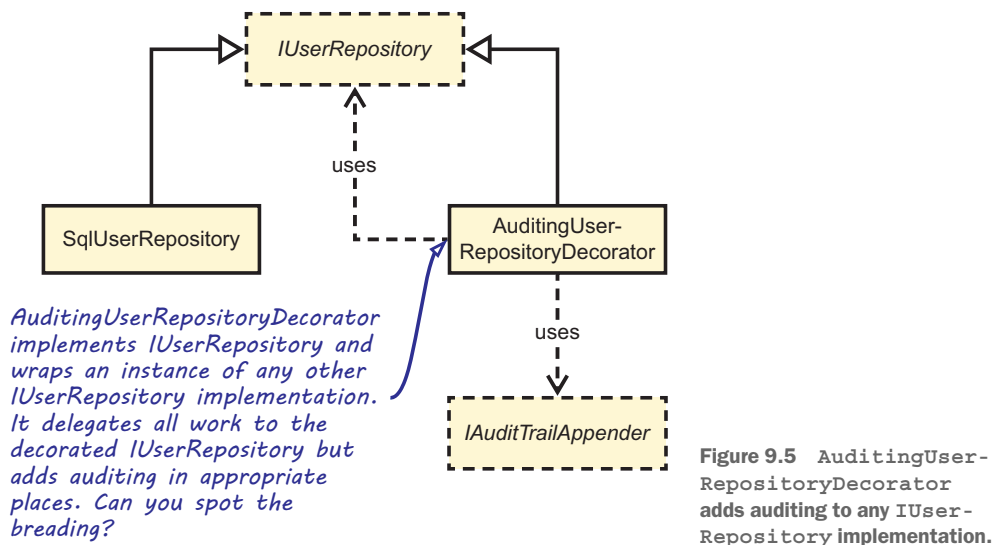 IUserRepository
uses
SqlUserRepository
AuditingUser-
RepositoryDecorator
AuditingUserRepositoryDecorator
implements IUserRepository and
wraps an instance of any other
IUserRepository implementation.
It delegates all work to the
decorated IUserRepository but
adds auditing in appropriate
places. Can you spot the
breading?
uses
IAuditTrailAppender
Figure 9.5 AuditingUser-
RepositoryDecorator
adds auditing to any IUser-
Repository implementation.